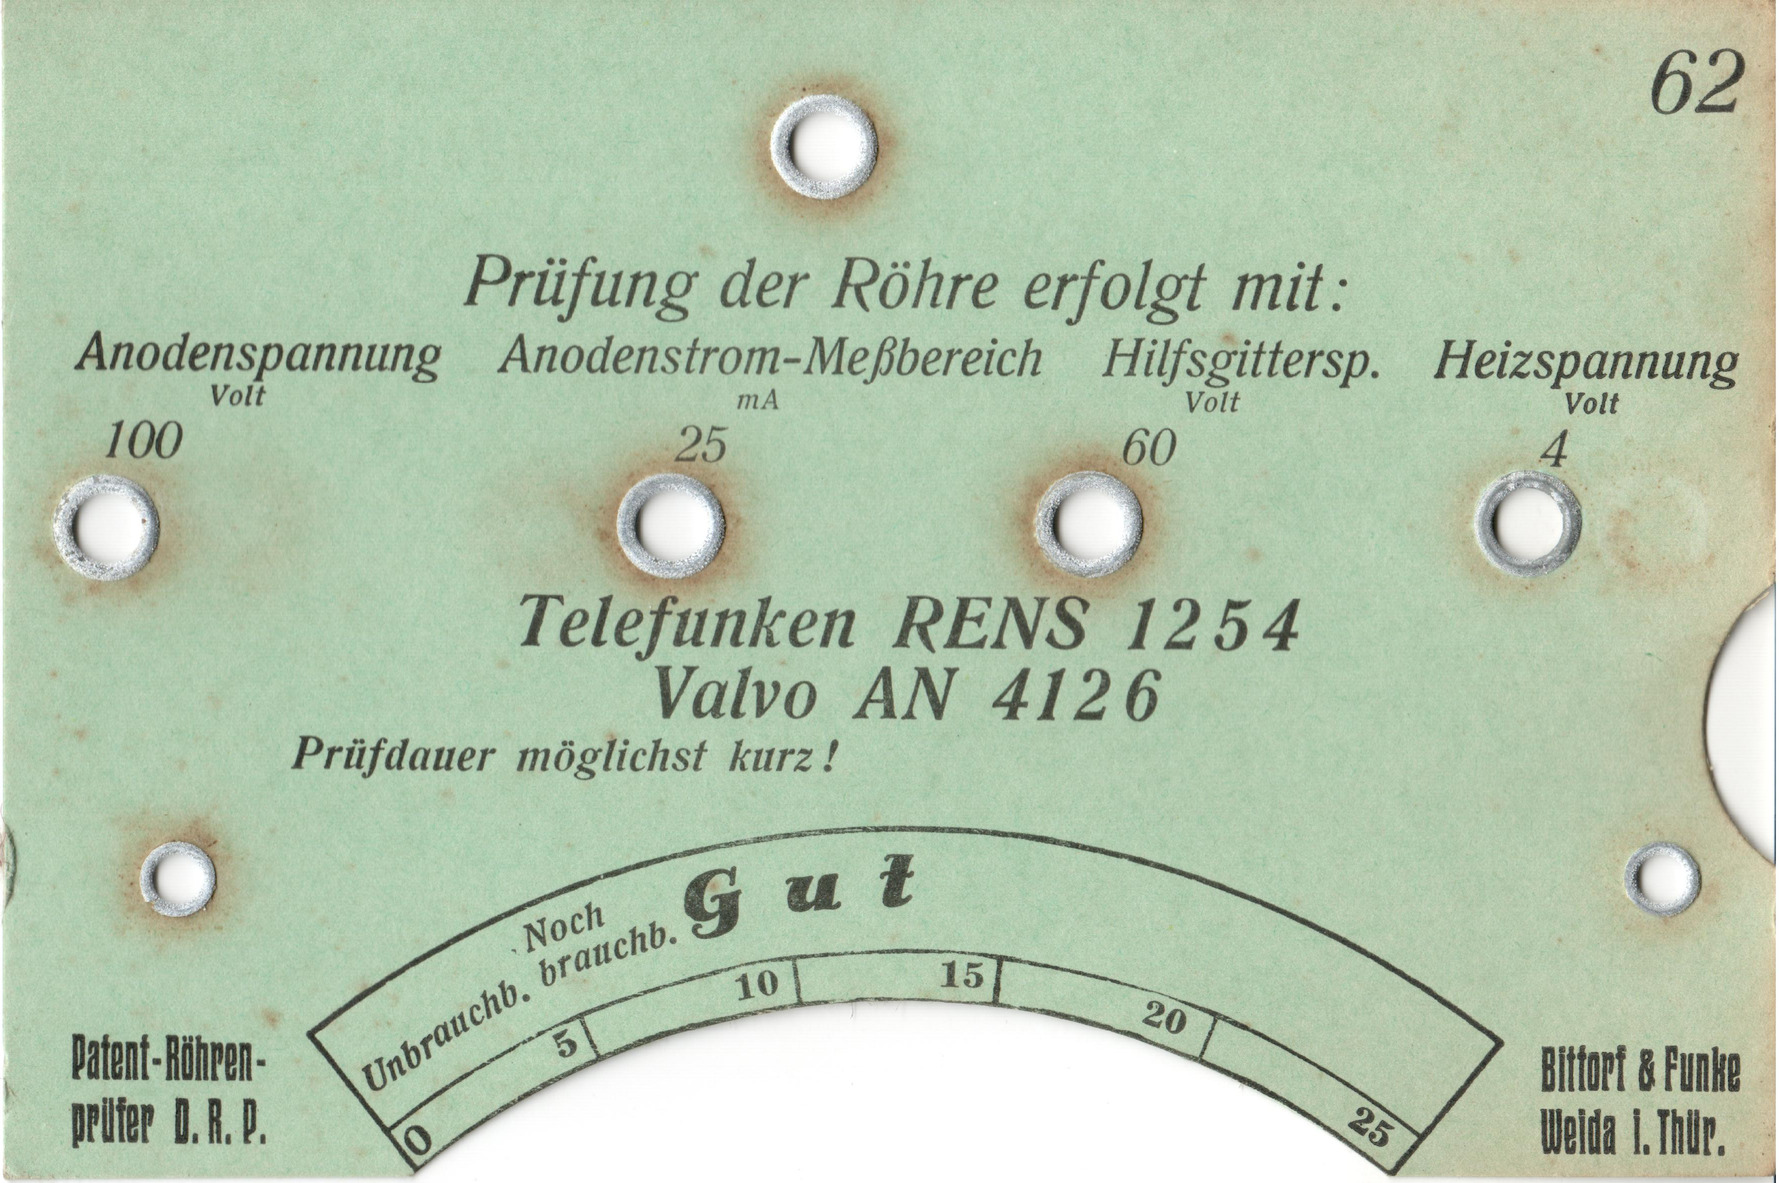 62
Prüfung der Röhre erfolgt mit:
Anodenspannung Anodenstrom-Meßbereich Hilfsgittersp. Heizspannung
Volt mA Volt Volt
100 25 60 4
Telefunken RENS 1254
Valvo AN 4126
Prüfdauer möglichst kurz!
Unbrauchb. Noch brauchb. Gut
0 5 10 15 20 25
Patent-Röhren-
prüfer D.R.P.
Bittorf & Funke
Weida i. Thür.